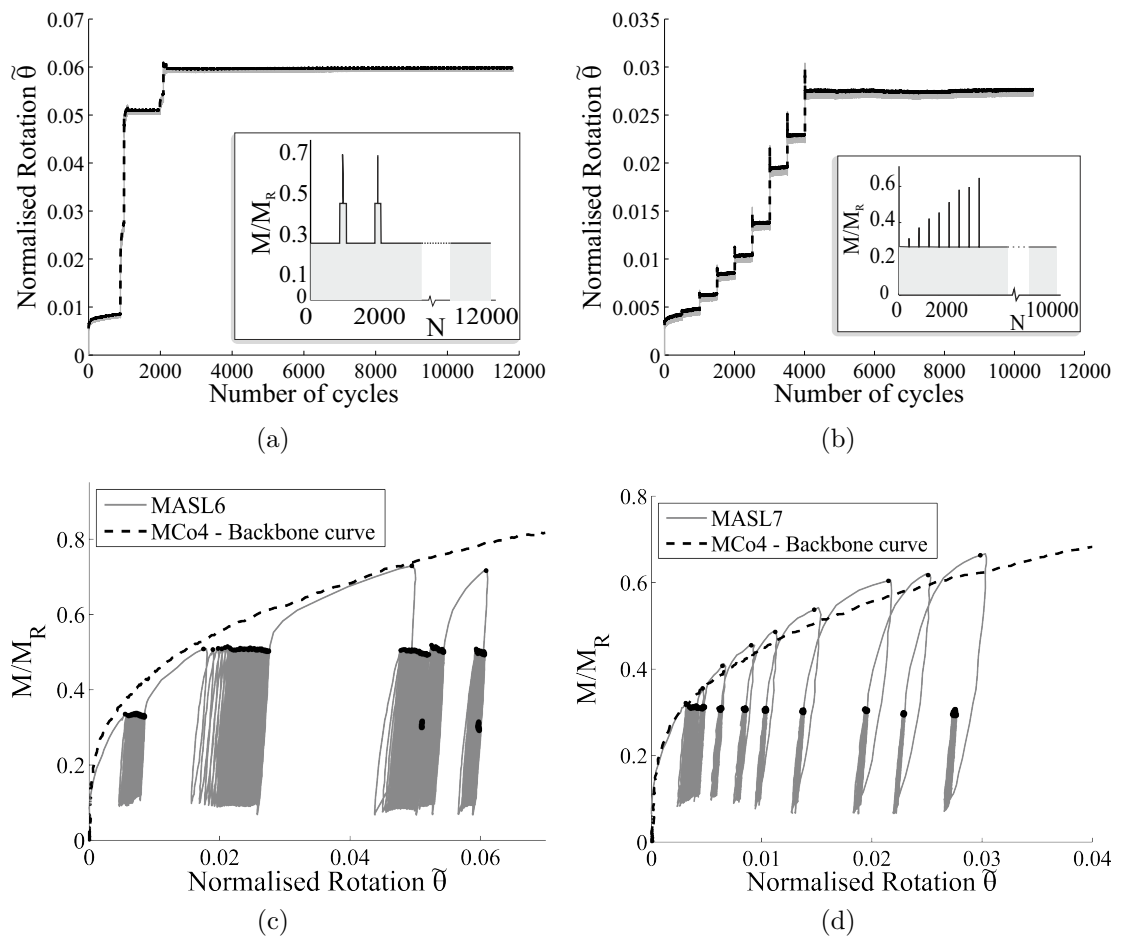 0.07
0.06
0.05
0.04
0.03
0.02
0.01
0
Normalised Rotation θ̃
0 2000 4000 6000 8000 10000 12000
Number of cycles
0.7
0.5
0.3
0.1
0
M/M_R
0 2000 N 12000
(a)
0.035
0.03
0.025
0.02
0.015
0.01
0.005
0
Normalised Rotation θ̃
0 2000 4000 6000 8000 10000 12000
Number of cycles
0.6
0.4
0.2
0
M/M_R
0 2000 N 10000
(b)
MASL6
MCo4 - Backbone curve
0.8
0.6
0.4
0.2
0
M/M_R
0 0.02 0.04 0.06
Normalised Rotation θ̃
(c)
MASL7
MCo4 - Backbone curve
0.8
0.6
0.4
0.2
0
M/M_R
0 0.01 0.02 0.03 0.04
Normalised Rotation θ̃
(d)